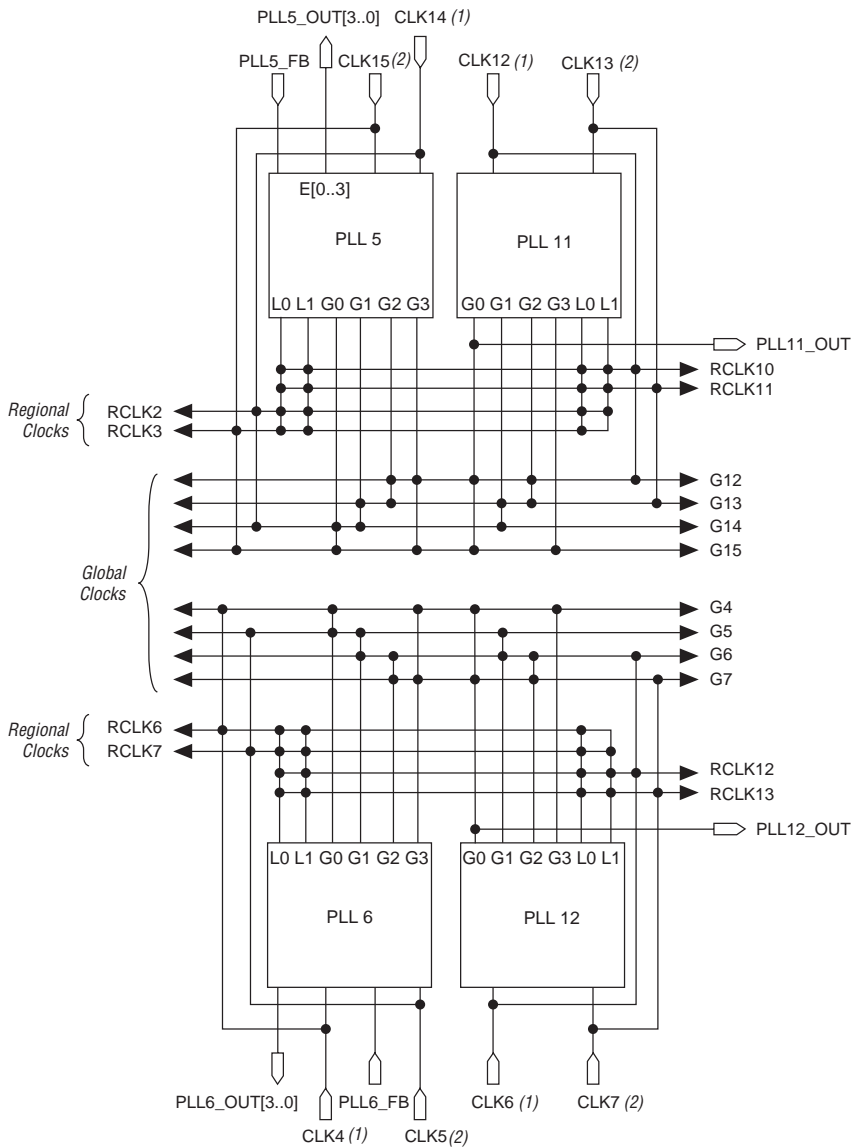 PLL5_OUT[3..0] CLK14 (1)
PLL5_FB CLK15 (2) CLK12 (1) CLK13 (2)
E[0..3]
PLL 5 PLL 11
L0 L1 G0 G1 G2 G3 G0 G1 G2 G3 L0 L1
PLL11_OUT
RCLK10
RCLK11
Regional Clocks
RCLK2
RCLK3
G12
G13
G14
G15
Global Clocks
G4
G5
G6
G7
Regional Clocks
RCLK6
RCLK7
RCLK12
RCLK13
PLL12_OUT
L0 L1 G0 G1 G2 G3 G0 G1 G2 G3 L0 L1
PLL 6 PLL 12
PLL6_OUT[3..0] PLL6_FB CLK6 (1) CLK7 (2)
CLK4 (1) CLK5 (2)